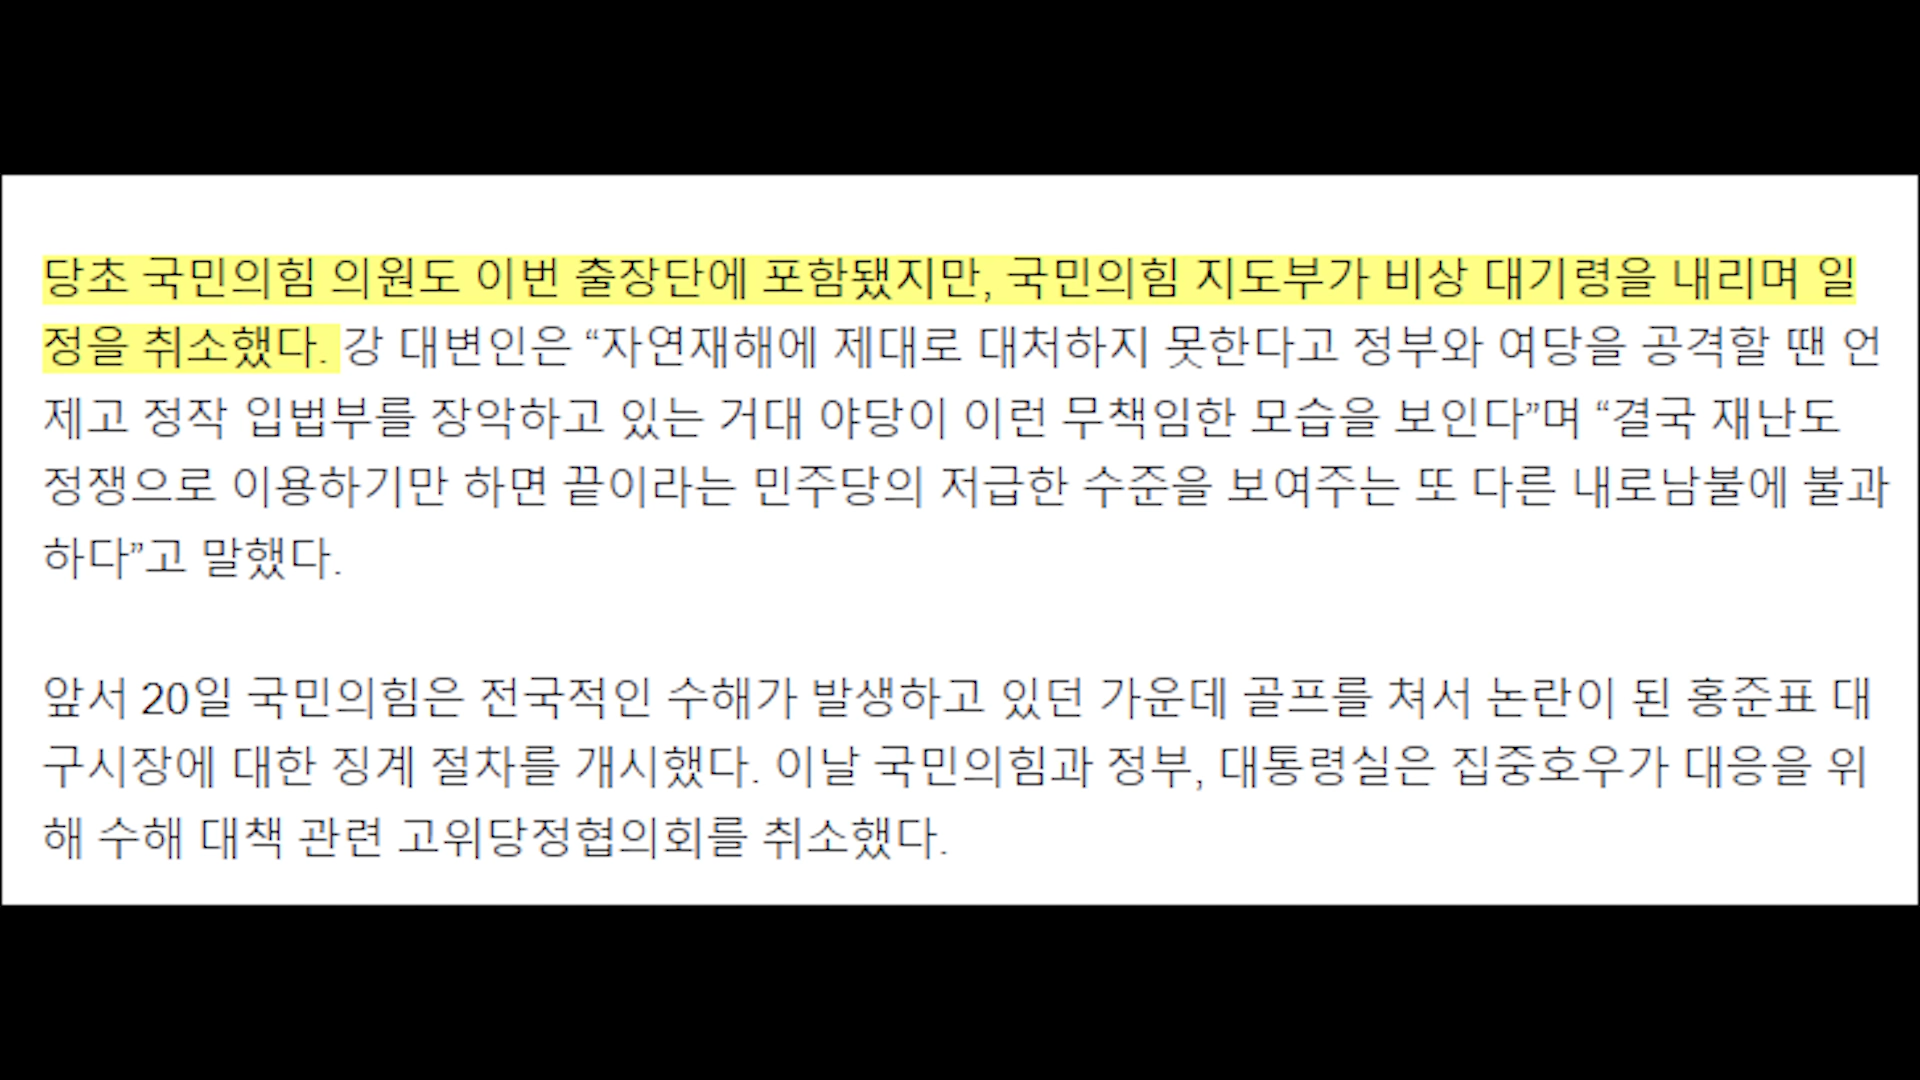 당초 국민의힘 의원도 이번 출장단에 포함됐지만, 국민의힘 지도부가 비상 대기령을 내리며 일
정을 취소했다. 강 대변인은 “자연재해에 제대로 대처하지 못한다고 정부와 여당을 공격할 땐 언
제고 정작 입법부를 장악하고 있는 거대 야당이 이런 무책임한 모습을 보인다”며 “결국 재난도
정쟁으로 이용하기만 하면 끝이라는 민주당의 저급한 수준을 보여주는 또 다른 내로남불에 불과
하다”고 말했다.
앞서 20일 국민의힘은 전국적인 수해가 발생하고 있던 가운데 골프를 쳐서 논란이 된 홍준표 대
구시장에 대한 징계 절차를 개시했다. 이날 국민의힘과 정부, 대통령실은 집중호우가 대응을 위
해 수해 대책 관련 고위당정협의회를 취소했다.